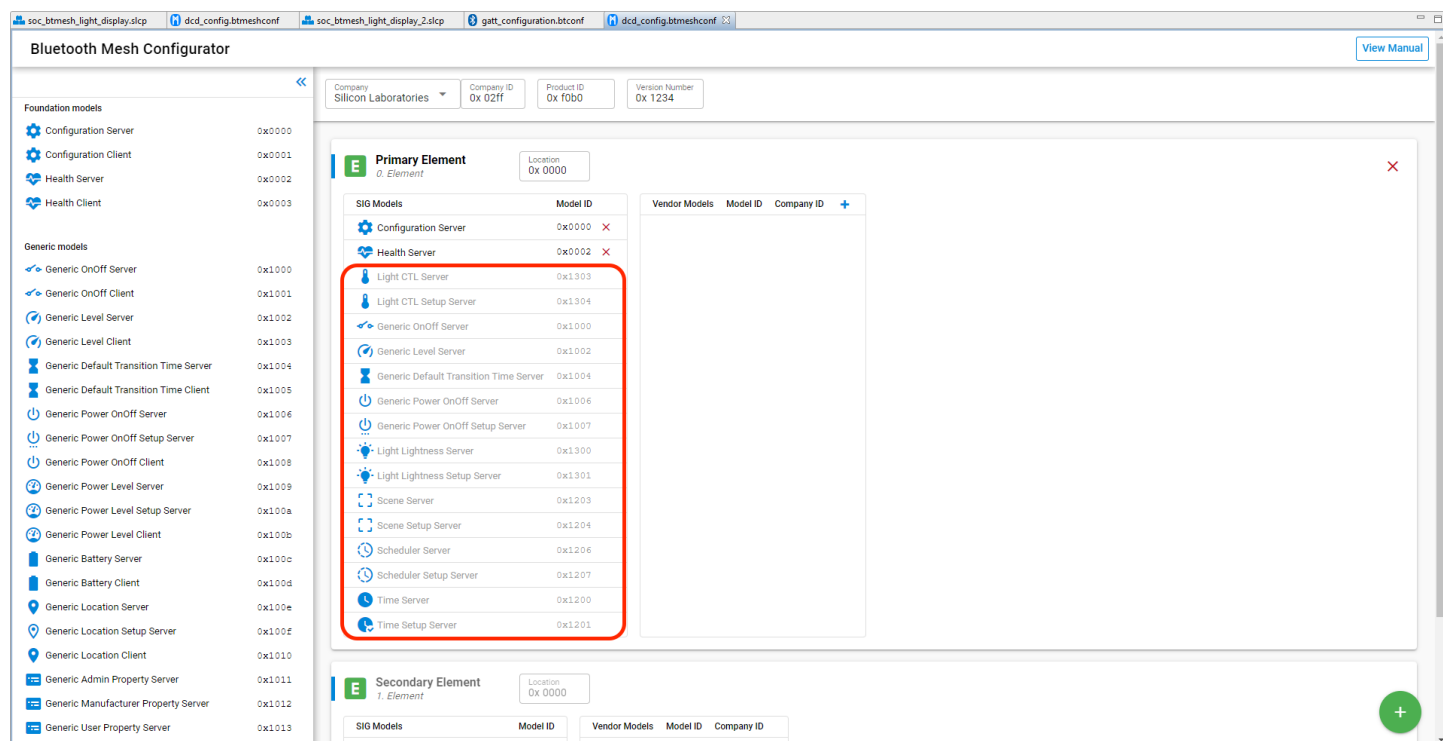 soc_btmesh_light_display.slcp dcd_config.btmeshconf soc_btmesh_light_display_2.slcp gatt_configuration.btconf dcd_config.btmeshconf
Bluetooth Mesh Configurator
View Manual
Foundation models
Configuration Server 0x0000
Configuration Client 0x0001
Health Server 0x0002
Health Client 0x0003
Generic models
Generic OnOff Server 0x1000
Generic OnOff Client 0x1001
Generic Level Server 0x1002
Generic Level Client 0x1003
Generic Default Transition Time Server 0x1004
Generic Default Transition Time Client 0x1005
Generic Power OnOff Server 0x1006
Generic Power OnOff Setup Server 0x1007
Generic Power OnOff Client 0x1008
Generic Power Level Server 0x1009
Generic Power Level Setup Server 0x100a
Generic Power Level Client 0x100b
Generic Battery Server 0x100c
Generic Battery Client 0x100d
Generic Location Server 0x100e
Generic Location Setup Server 0x100f
Generic Location Client 0x1010
Generic Admin Property Server 0x1011
Generic Manufacturer Property Server 0x1012
Generic User Property Server 0x1013
Company Company ID Product ID Version Number
Silicon Laboratories 0x 02ff 0x f0b0 0x 1234
E
Primary Element
0. Element
Location
0x 0000
SIG Models Model ID
Configuration Server 0x0000
Health Server 0x0002
Light CTL Server 0x1303
Light CTL Setup Server 0x1304
Generic OnOff Server 0x1000
Generic Level Server 0x1002
Generic Default Transition Time Server 0x1004
Generic Power OnOff Server 0x1006
Generic Power OnOff Setup Server 0x1007
Light Lightness Server 0x1300
Light Lightness Setup Server 0x1301
Scene Server 0x1203
Scene Setup Server 0x1204
Scheduler Server 0x1206
Scheduler Setup Server 0x1207
Time Server 0x1200
Time Setup Server 0x1201
Vendor Models Model ID Company ID +
E
Secondary Element
1. Element
Location
0x 0000
SIG Models Model ID
Vendor Models Model ID Company ID
+